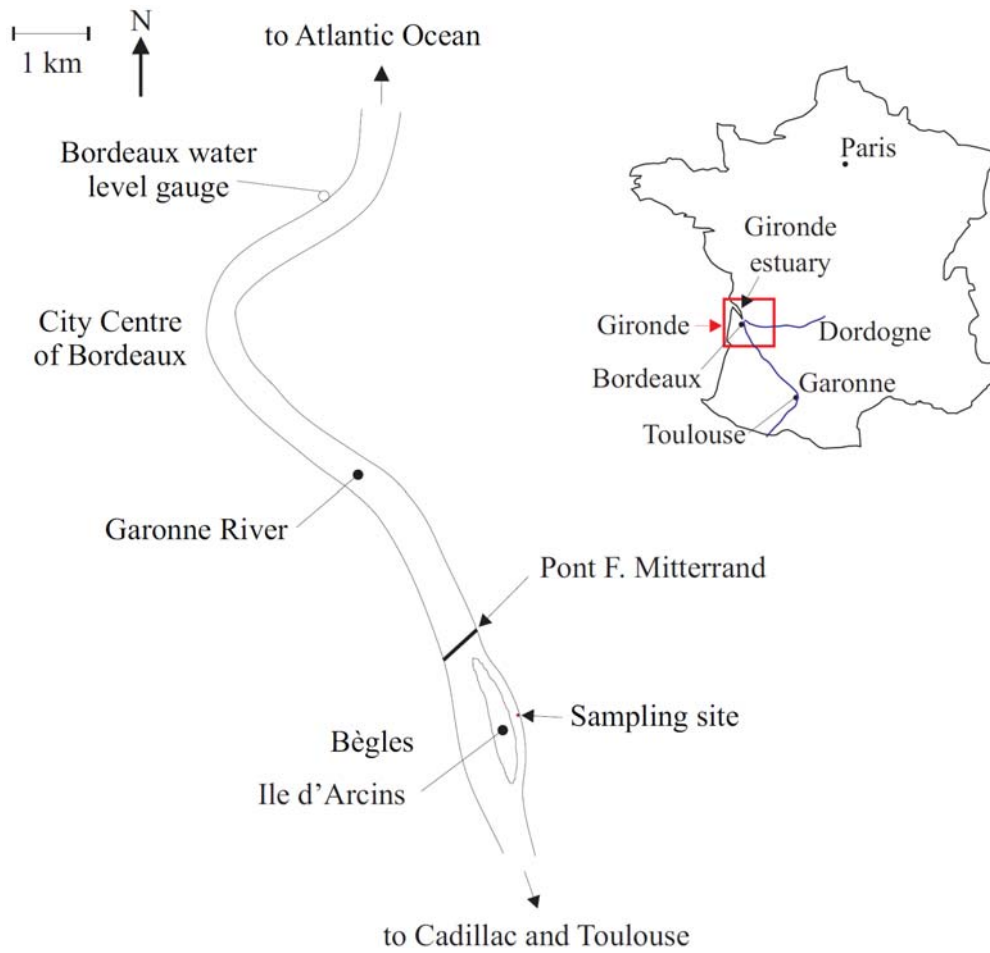 N
1 km
to Atlantic Ocean
Bordeaux water
level gauge
City Centre
of Bordeaux
Garonne River
Pont F. Mitterrand
Sampling site
Bègles
Ile d’Arcins
to Cadillac and Toulouse
Paris
Gironde
estuary
Gironde
Dordogne
Bordeaux
Garonne
Toulouse